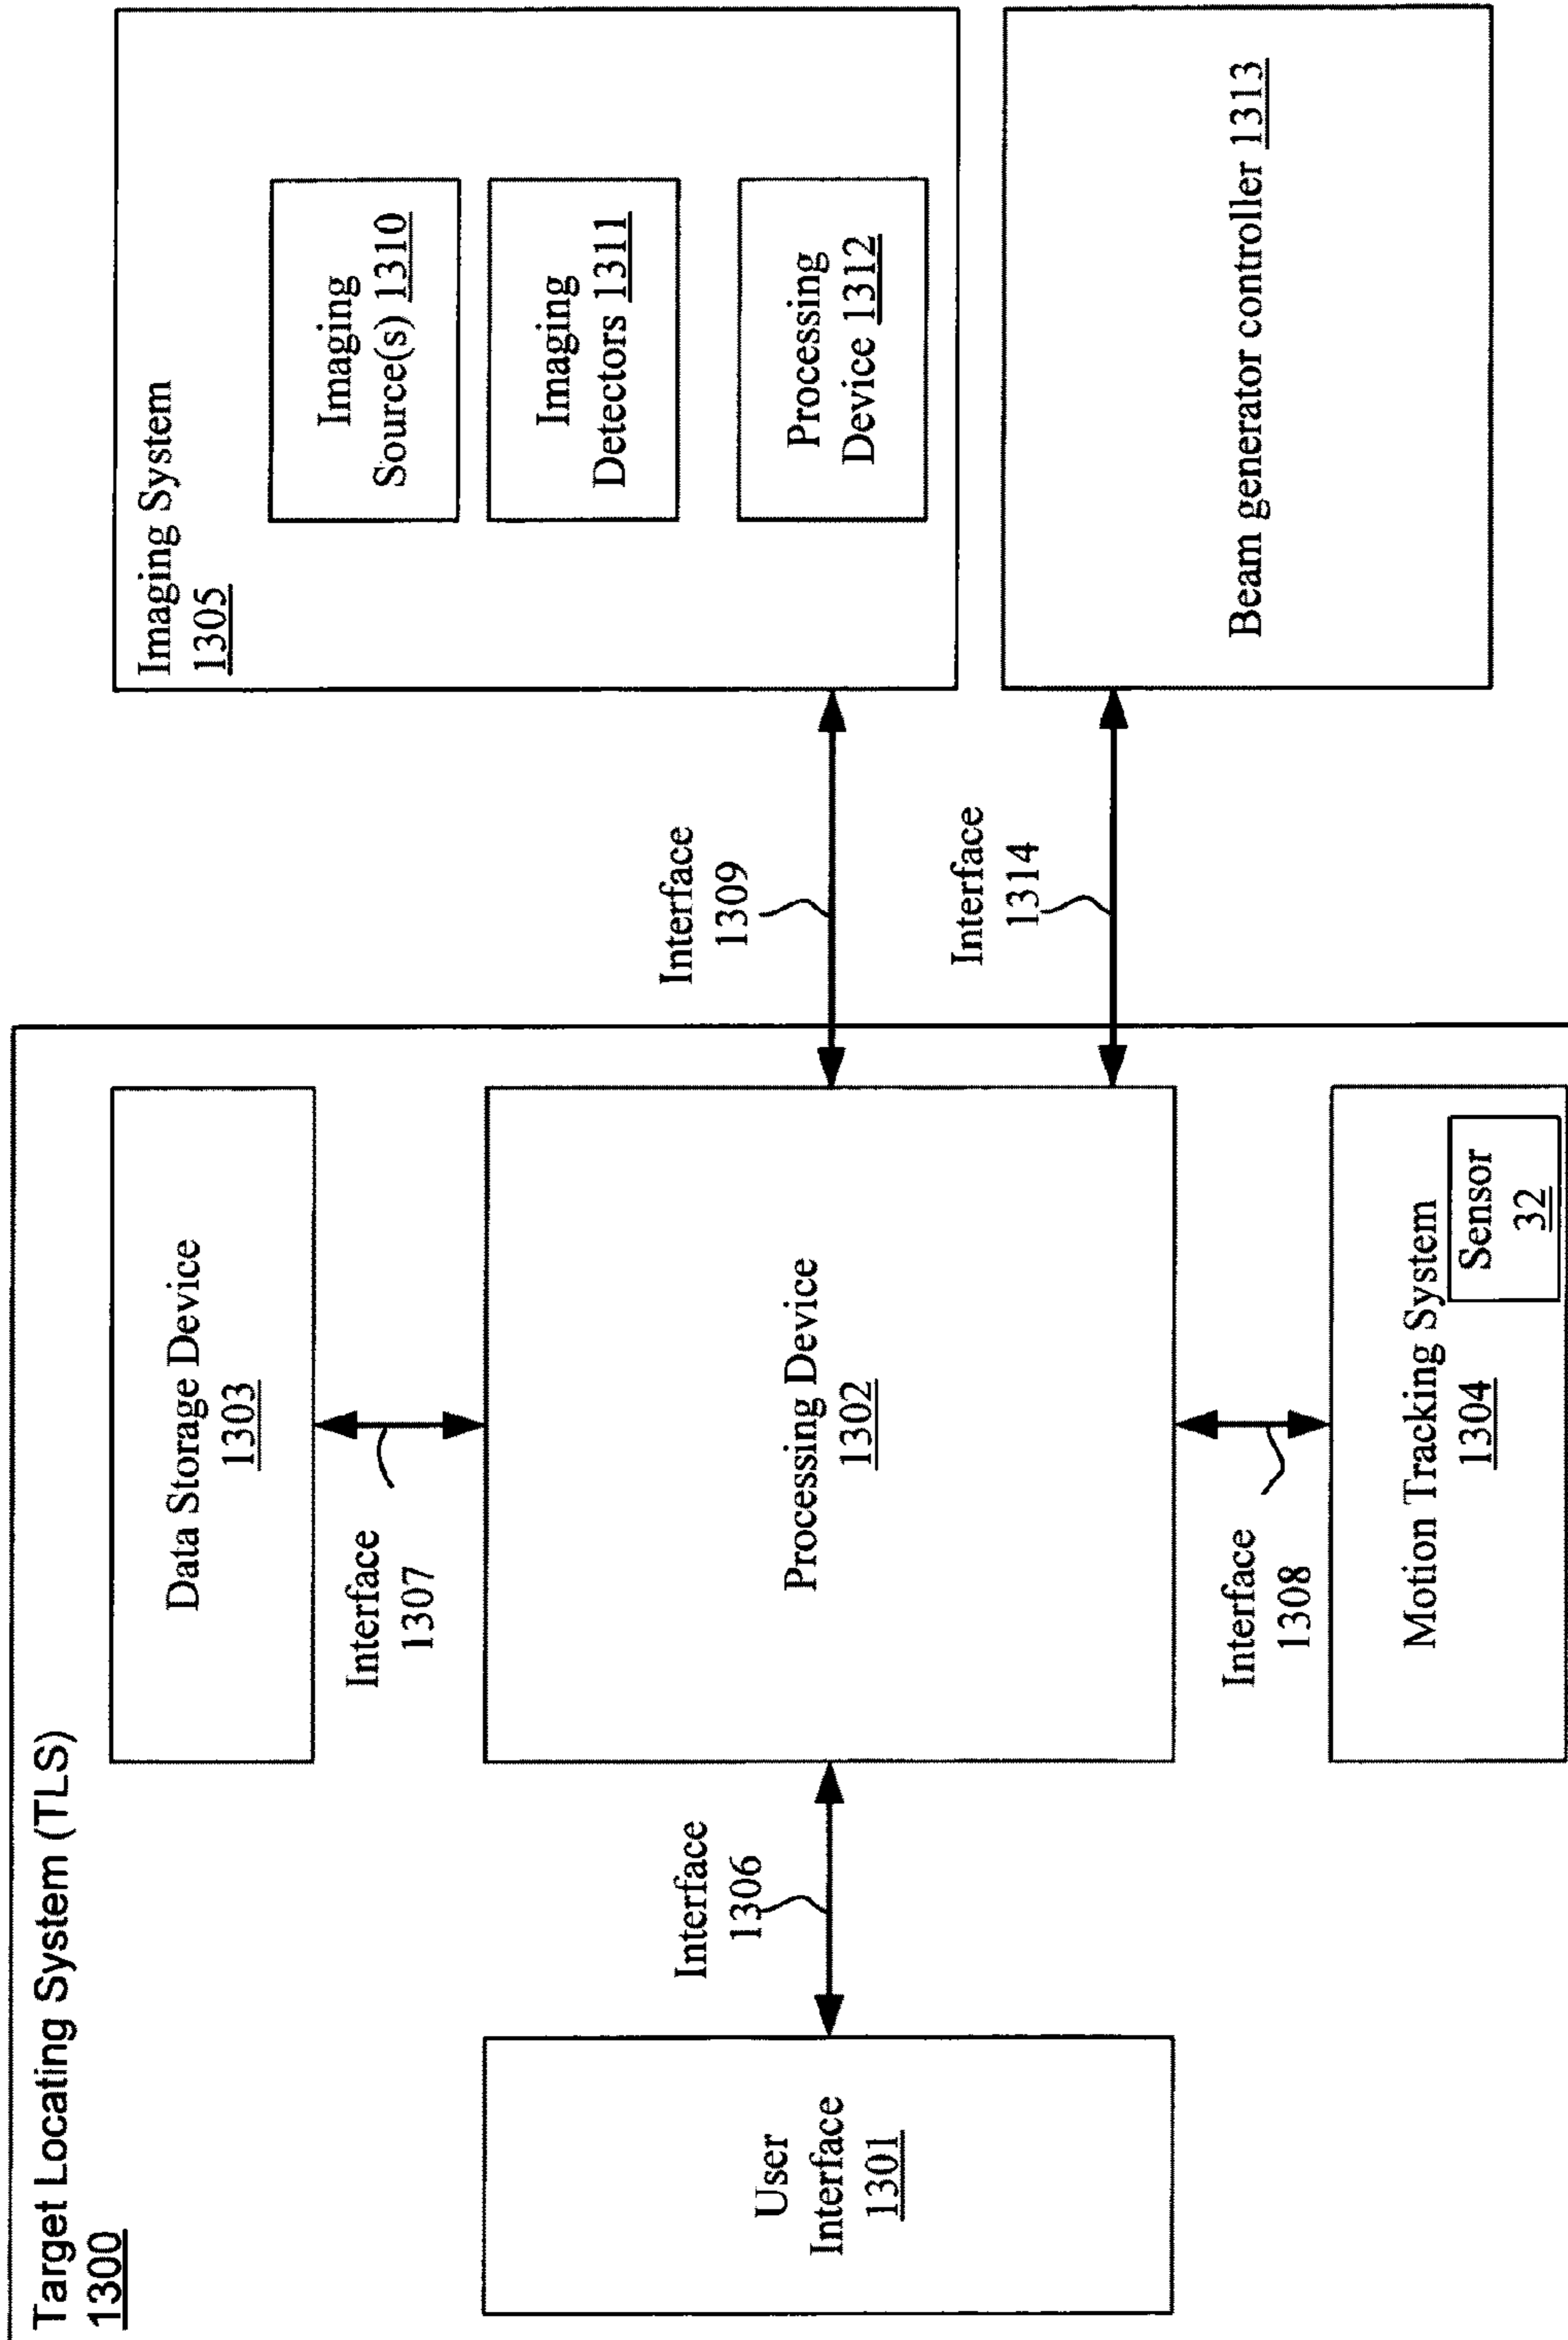 Target Locating System (TLS)
1300
Data Storage Device
1303
Interface
1307
User
Interface
1301
Interface
1306
Processing Device
1302
Interface
1308
Motion Tracking System
1304
Sensor
32
Interface
1309
Interface
1314
Imaging System
1305
Imaging
Source(s) 1310
Imaging
Detectors 1311
Processing
Device 1312
Beam generator controller 1313